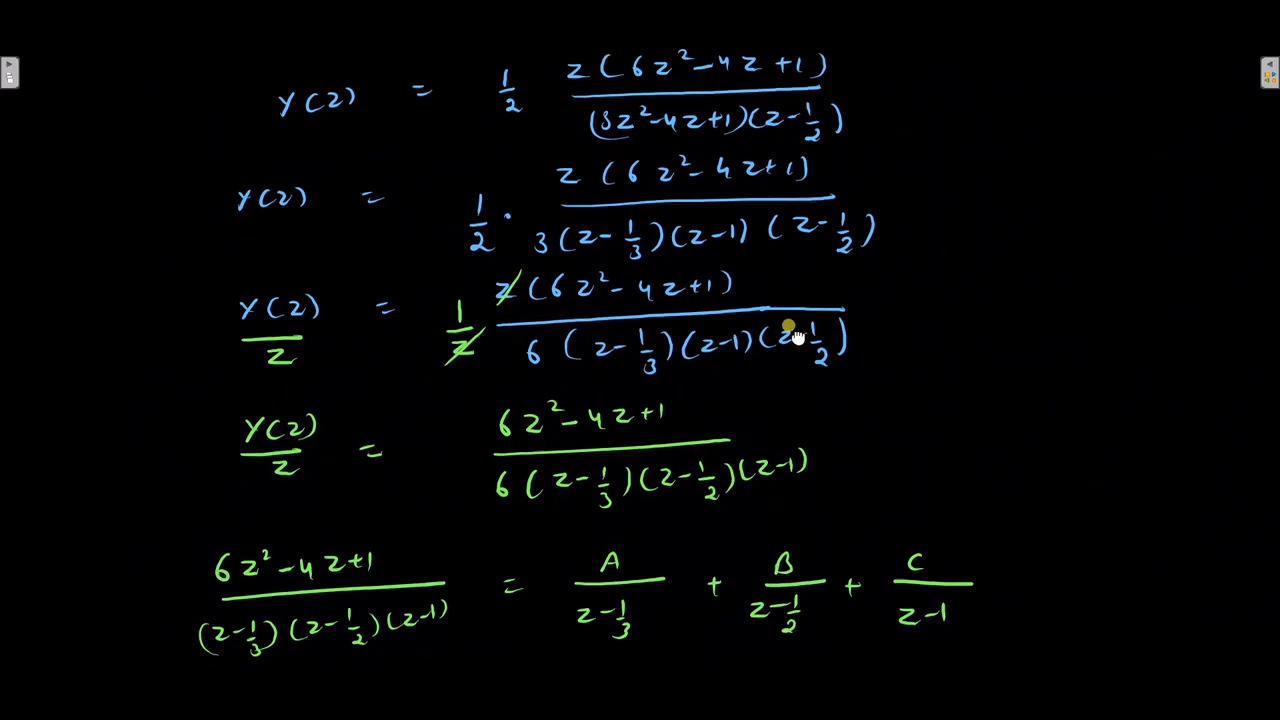 Y(z) = 1/2 z(6z²-4z+1)/(3z²-4z+1)(z-1/2)
Y(z) = 1/2 · z(6z²-4z+1)/3(z-1/3)(z-1)(z-1/2)
Y(z)/z = 1/z z(6z²-4z+1)/6(z-1/3)(z-1)(z-1/2)
Y(z)/z = 6z²-4z+1/6(z-1/3)(z-1/2)(z-1)
6z²-4z+1/(z-1/3)(z-1/2)(z-1) = A/z-1/3 + B/z-1/2 + C/z-1